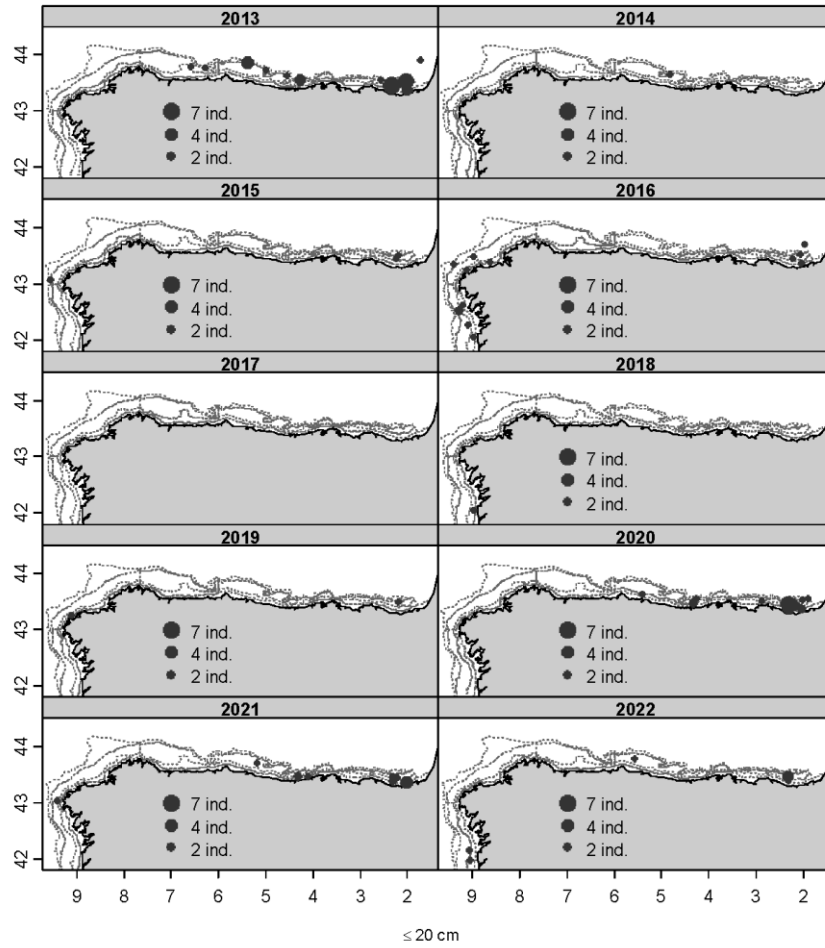 2013 2014
44
43
42
7 ind. 7 ind.
4 ind. 4 ind.
2 ind. 2 ind.
2015 2016
44
43
42
7 ind. 7 ind.
4 ind. 4 ind.
2 ind. 2 ind.
2017 2018
44
43
42
7 ind.
4 ind.
2 ind.
2019 2020
44
43
42
7 ind. 7 ind.
4 ind. 4 ind.
2 ind. 2 ind.
2021 2022
44
43
42
7 ind. 7 ind.
4 ind. 4 ind.
2 ind. 2 ind.
9 8 7 6 5 4 3 2 9 8 7 6 5 4 3 2
≤ 20 cm